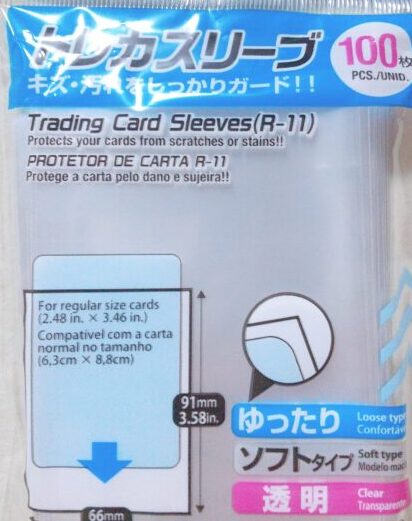 トレカスリーブ
100枚
PCS./UNID.
キズ・汚れをしっかりガード!!
Trading Card Sleeves(R-11)
Protects your cards from scratches or stains!!
PROTETOR DE CARTA R-11
Protege a carta pelo dano e sujeira!!
For regular size cards
(2.48 in. × 3.46 in.)
Compatível com a carta
normal no tamanho
(6,3cm × 8,8cm)
91mm
3.58in.
66mm
ゆったり
Loose type
ソフトタイプ
Soft type
Modelo
透明
Clear
Transparente